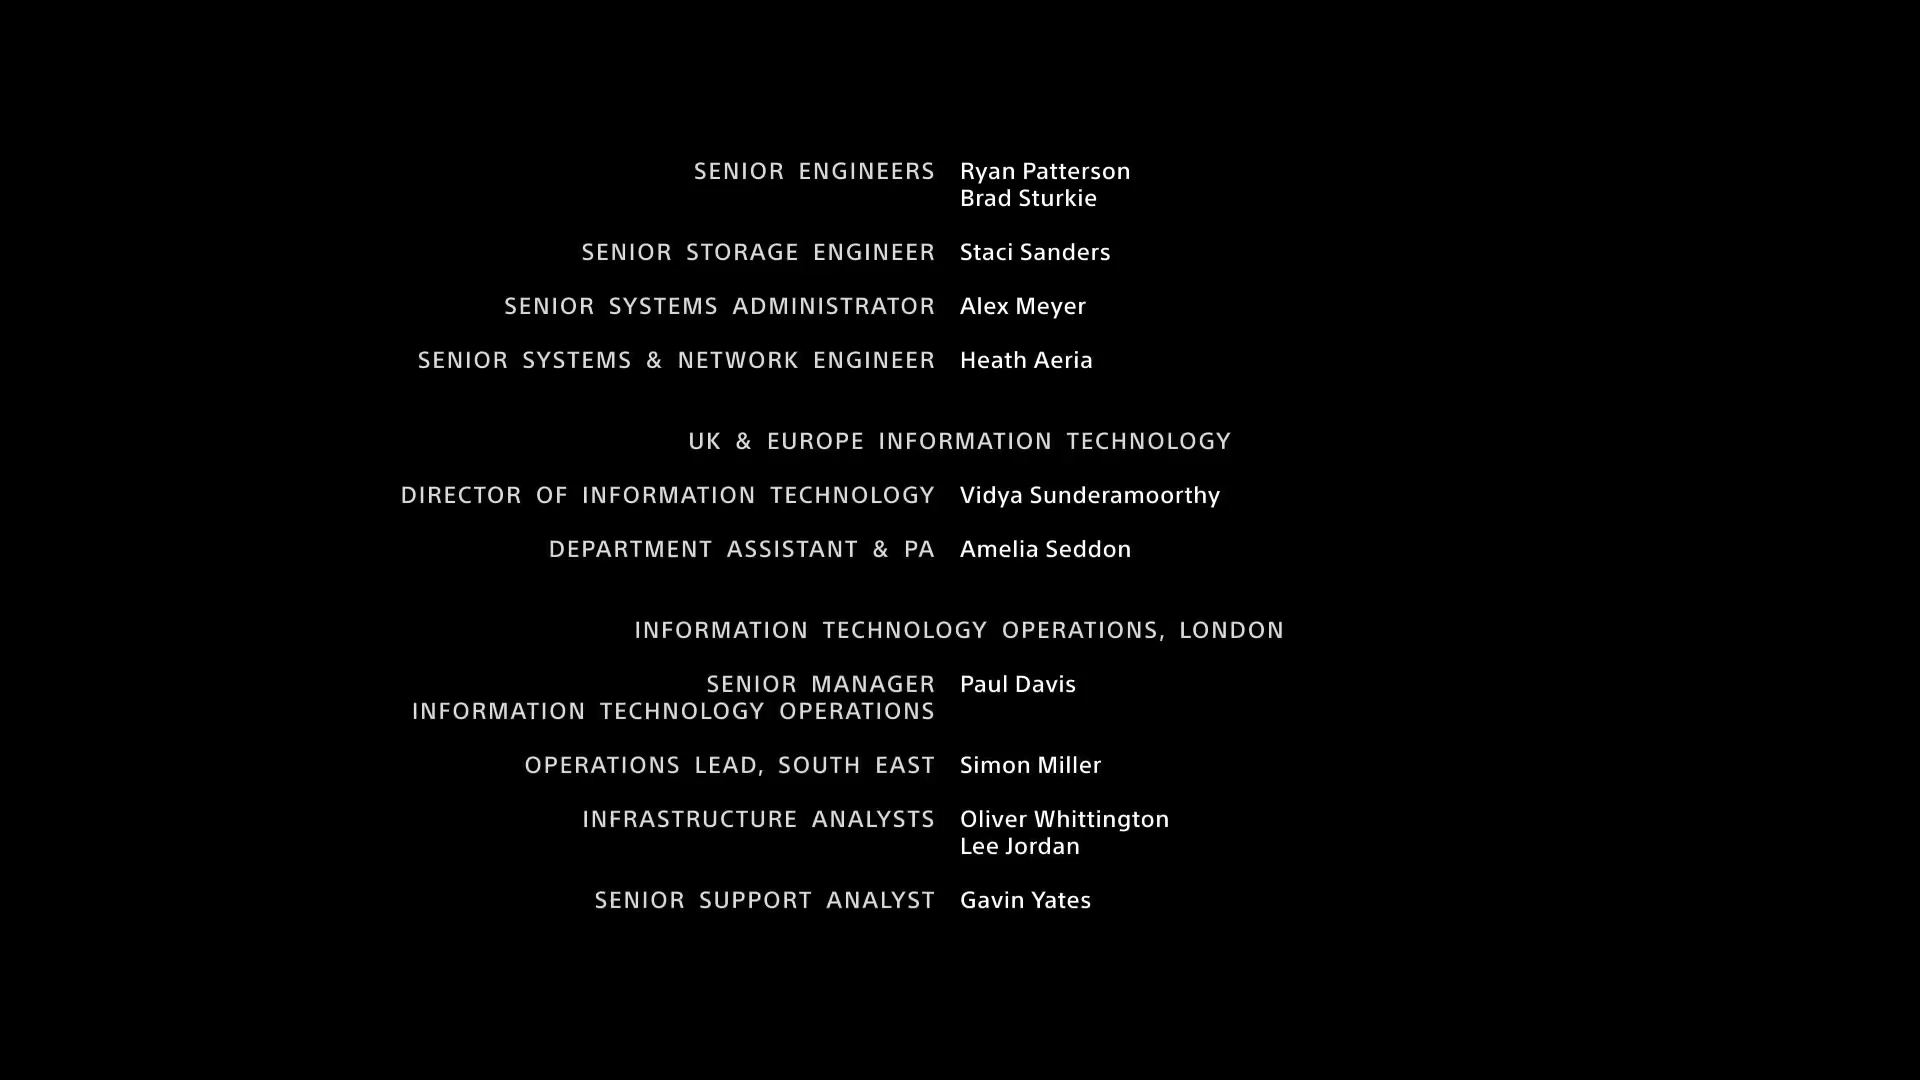 SENIOR ENGINEERS Ryan Patterson
Brad Sturkie
SENIOR STORAGE ENGINEER Staci Sanders
SENIOR SYSTEMS ADMINISTRATOR Alex Meyer
SENIOR SYSTEMS & NETWORK ENGINEER Heath Aeria
UK & EUROPE INFORMATION TECHNOLOGY
DIRECTOR OF INFORMATION TECHNOLOGY Vidya Sunderamoorthy
DEPARTMENT ASSISTANT & PA Amelia Seddon
INFORMATION TECHNOLOGY OPERATIONS, LONDON
SENIOR MANAGER Paul Davis
INFORMATION TECHNOLOGY OPERATIONS
OPERATIONS LEAD, SOUTH EAST Simon Miller
INFRASTRUCTURE ANALYSTS Oliver Whittington
Lee Jordan
SENIOR SUPPORT ANALYST Gavin Yates